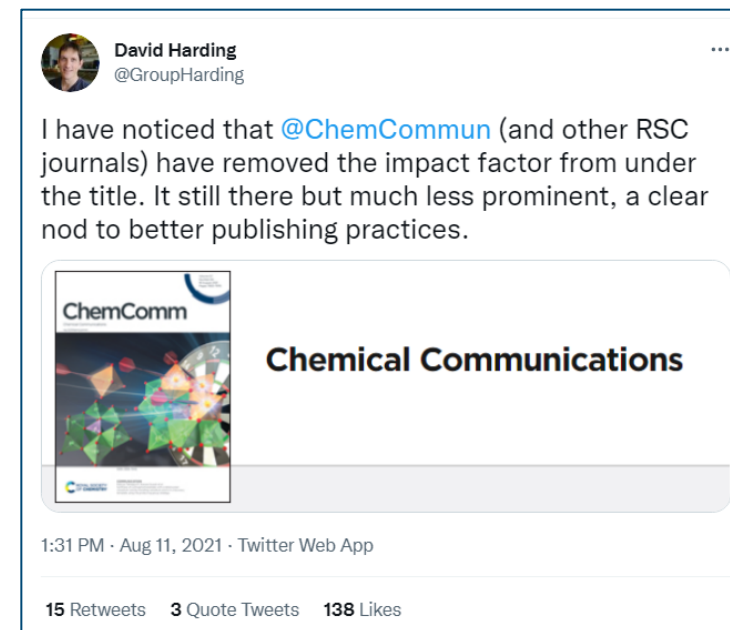 David Harding
@GroupHarding
I have noticed that @ChemCommun (and other RSC
journals) have removed the impact factor from under
the title. It still there but much less prominent, a clear
nod to better publishing practices.
ChemComm
Chemical Communications
1:31 PM · Aug 11, 2021 · Twitter Web App
15 Retweets 3 Quote Tweets 138 Likes